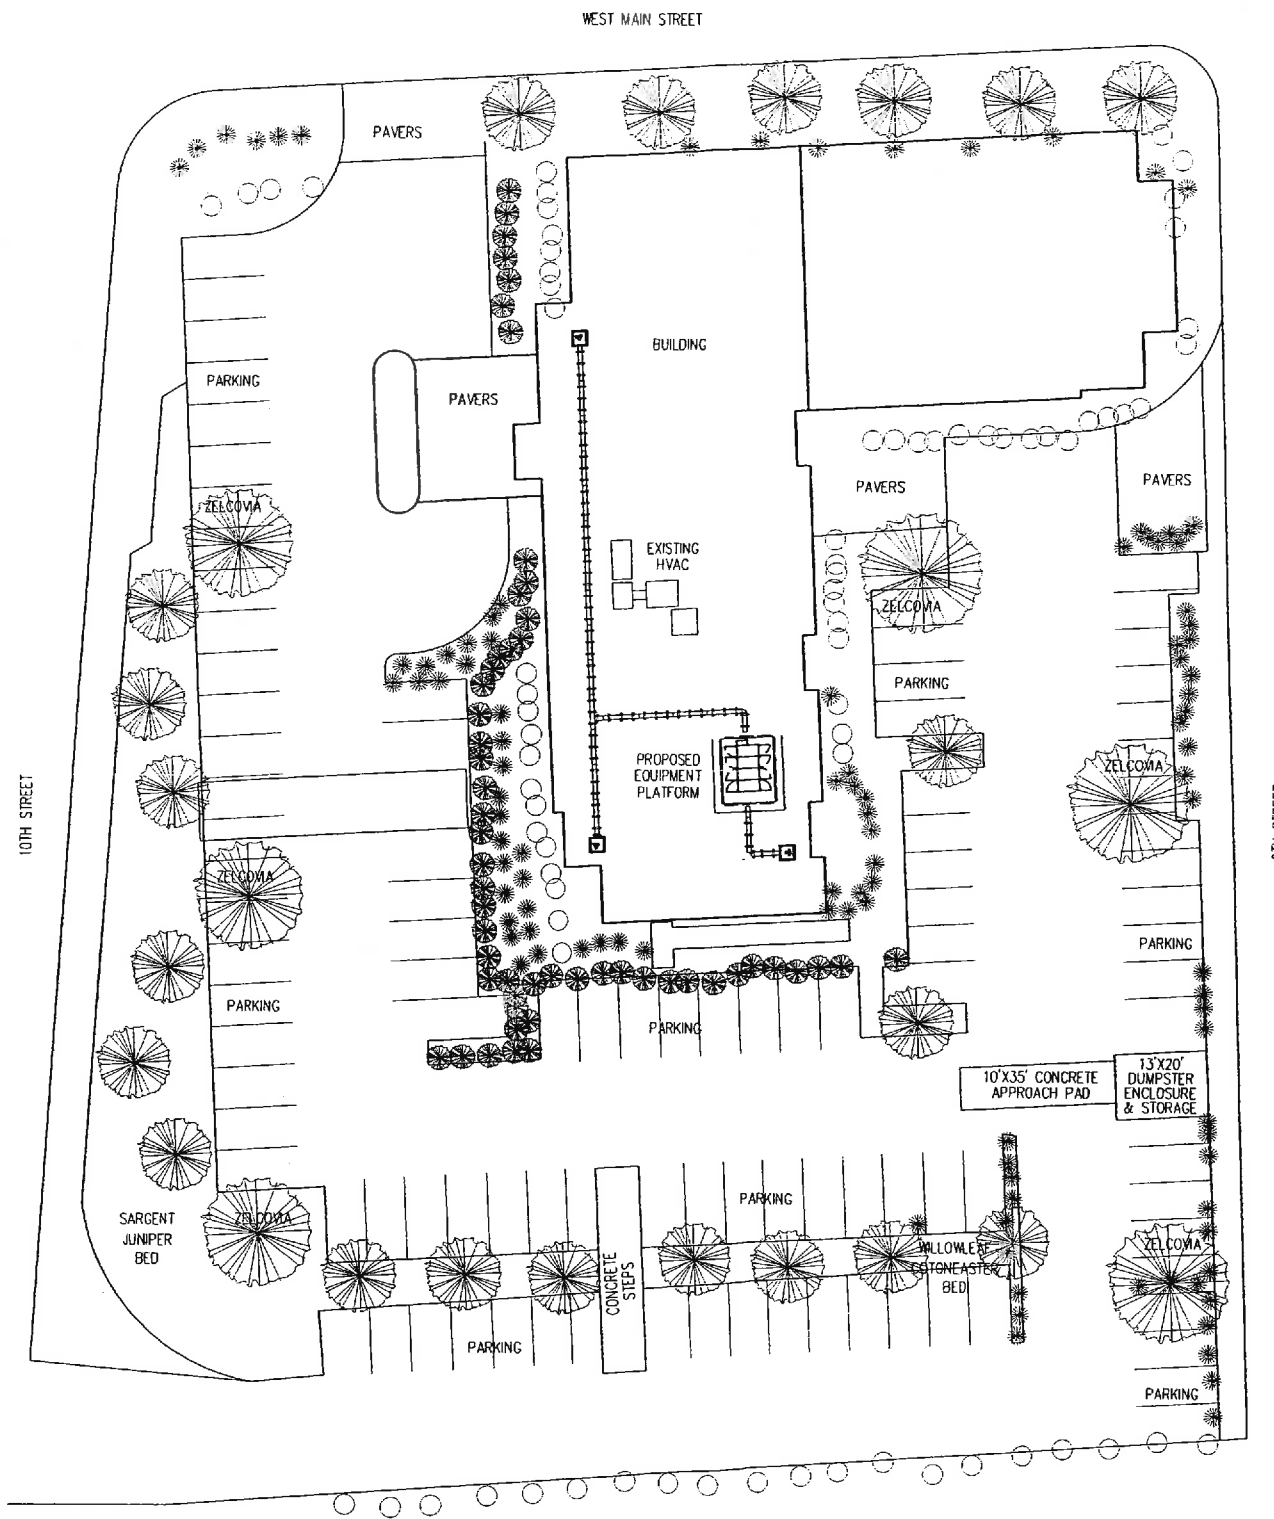 WEST MAIN STREET
PAVERS
BUILDING
PARKING
PAVERS
PAVERS
PAVERS
ZELCOVIA
EXISTING
HVAC
ZELCOVIA
PARKING
PROPOSED
EQUIPMENT
PLATFORM
ZELCOVIA
10TH STREET
ZELCOVIA
PARKING
PARKING
PARKING
10'X35' CONCRETE
APPROACH PAD
13'X20'
DUMPSTER
ENCLOSURE
& STORAGE
PARKING
SARGENT
JUNIPER
BED
ZELCOVIA
CONCRETE
STEPS
WILLOWLEAF
COTONEASTER
BED
ZELCOVIA
PARKING
PARKING